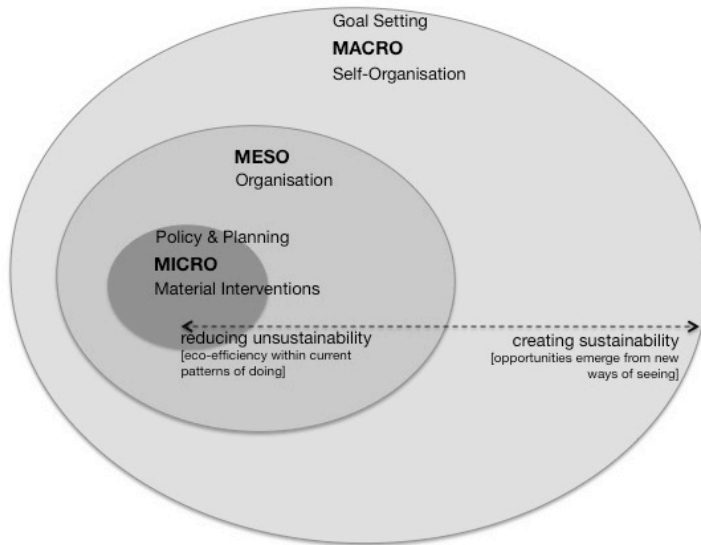 Goal Setting
MACRO
Self-Organisation
MESO
Organisation
Policy & Planning
MICRO
Material Interventions
reducing unsustainability
[eco-efficiency within current
patterns of doing]
creating sustainability
[opportunities emerge from new
ways of seeing]